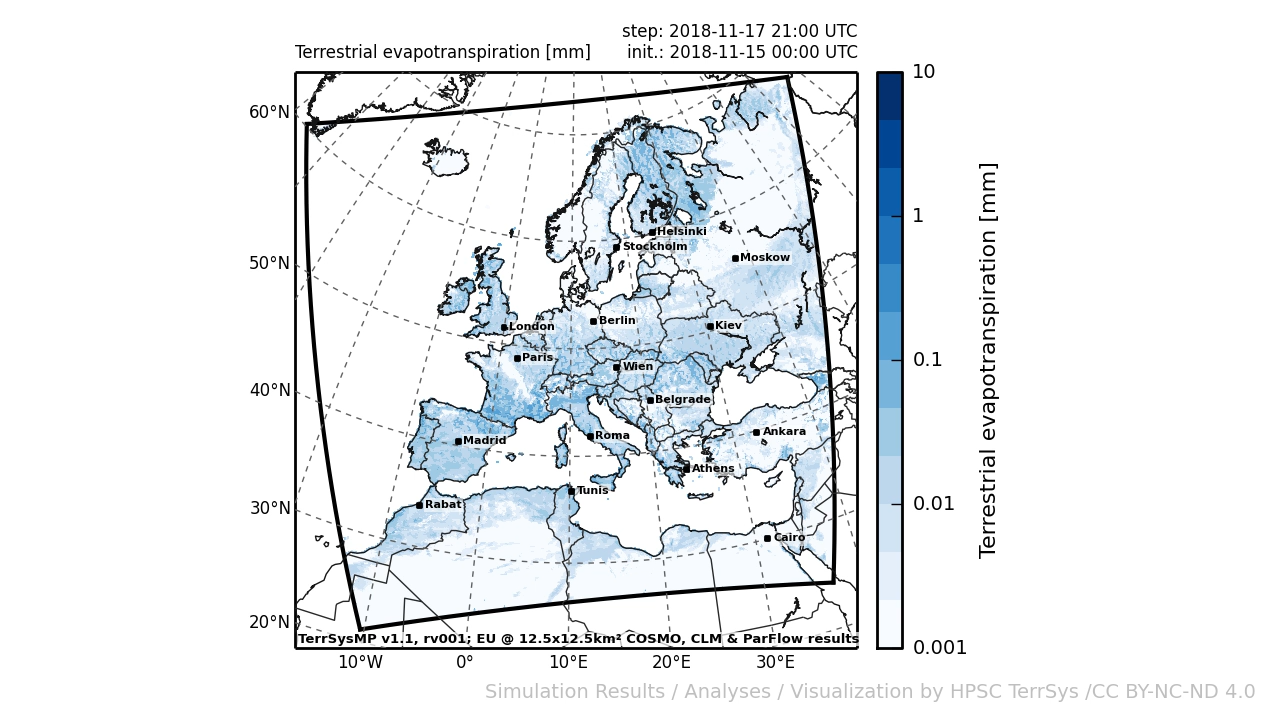 step: 2018-11-17 21:00 UTC
Terrestrial evapotranspiration [mm] init.: 2018-11-15 00:00 UTC
60°N
50°N
40°N
30°N
20°N
10°W 0° 10°E 20°E 30°E
Helsinki
Stockholm
Moskow
London
Berlin
Kiev
Paris
Wien
Belgrade
Madrid
Roma
Ankara
Athens
Tunis
Rabat
Cairo
TerrSysMP v1.1, rv001; EU @ 12.5x12.5km² COSMO, CLM & ParFlow results
10
1
0.1
0.01
0.001
Terrestrial evapotranspiration [mm]
Simulation Results / Analyses / Visualization by HPSC TerrSys /CC BY-NC-ND 4.0